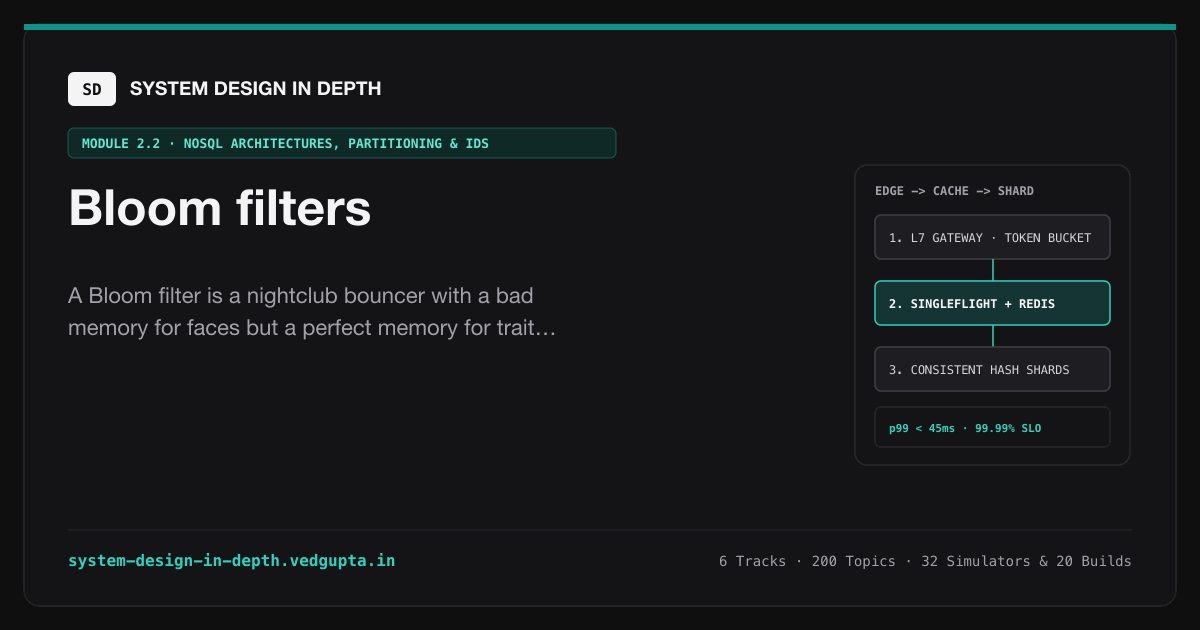 SD SYSTEM DESIGN IN DEPTH
MODULE 2.2 · NOSQL ARCHITECTURES, PARTITIONING & IDS
Bloom filters
A Bloom filter is a nightclub bouncer with a bad
memory for faces but a perfect memory for trait…
EDGE —> CACHE —> SHARD
1. L7 GATEWAY · TOKEN BUCKET
2. SINGLEFLIGHT + REDIS
3. CONSISTENT HASH SHARDS
p99 < 45ms · 99.99% SLO
system-design-in-depth.vedgupta.in
6 Tracks · 200 Topics · 32 Simulators & 20 Builds